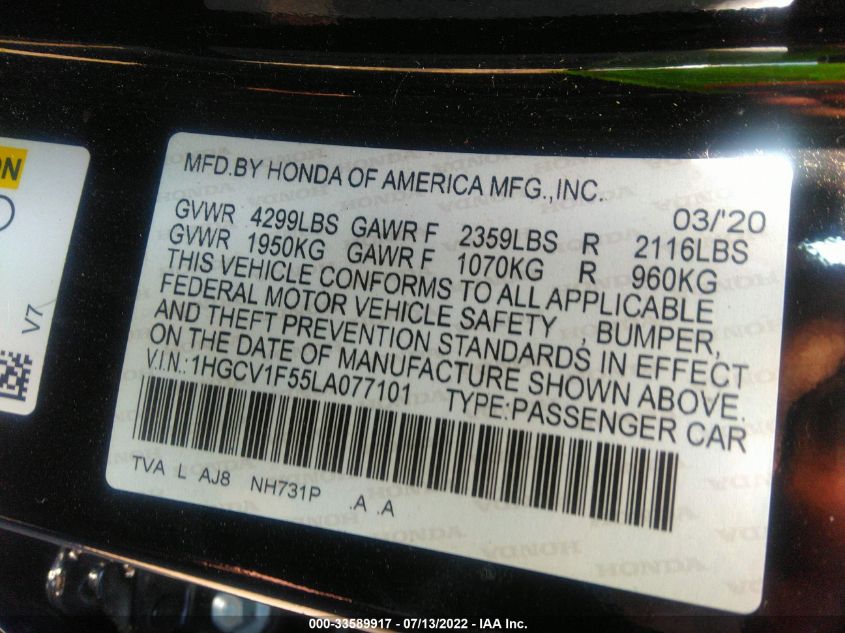 ON
V7
MFD.BY HONDA OF AMERICA MFG.,INC.
03/'20
GVWR 4299LBS GAWR F 2359LBS R 2116LBS
GVWR 1950KG GAWR F 1070KG R 960KG
THIS VEHICLE CONFORMS TO ALL APPLICABLE
FEDERAL MOTOR VEHICLE SAFETY , BUMPER,
AND THEFT PREVENTION STANDARDS IN EFFECT
ON THE DATE OF MANUFACTURE SHOWN ABOVE.
V.I.N.:1HGCV1F55LA077101 TYPE:PASSENGER CAR
TVA L AJ8 NH731P .A .A
000-33589917 - 07/13/2022 - IAA Inc.